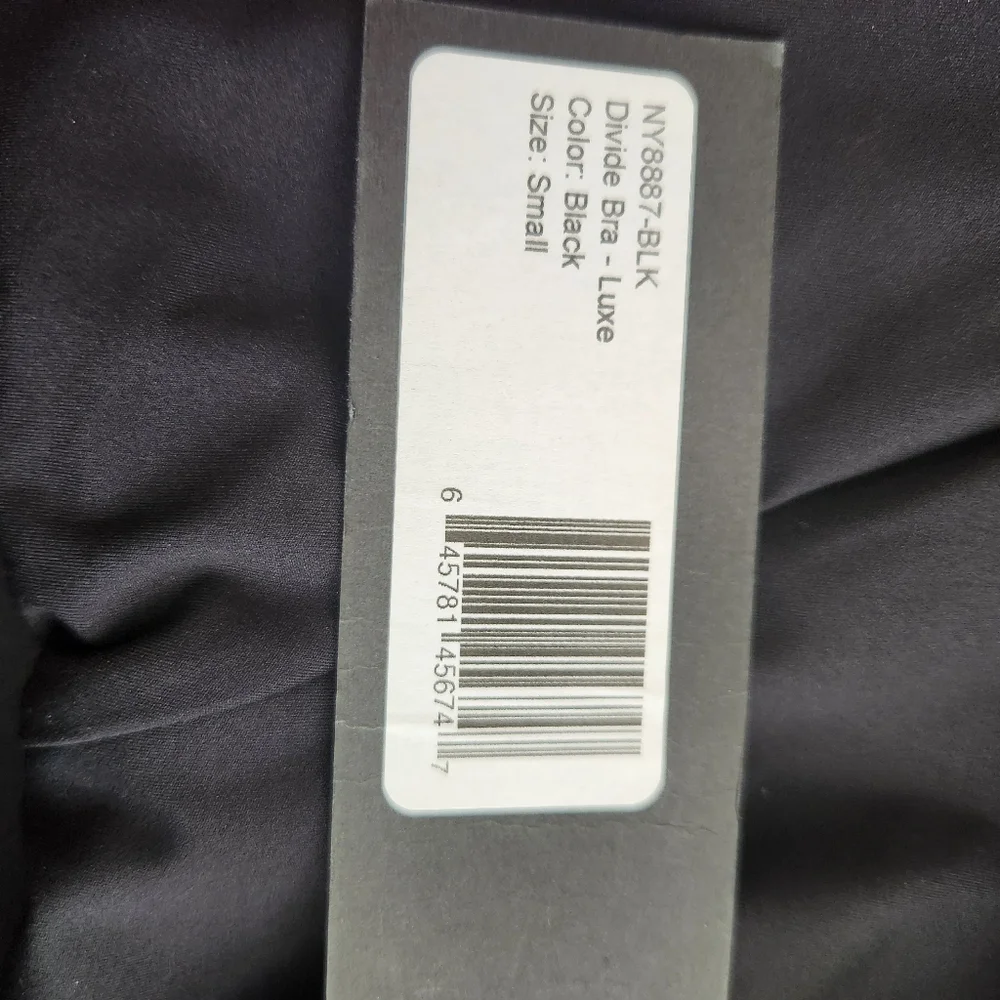 NY8887-BLK
Divide Bra - Luxe
Color: Black
Size: Small
6 45781 45674 7